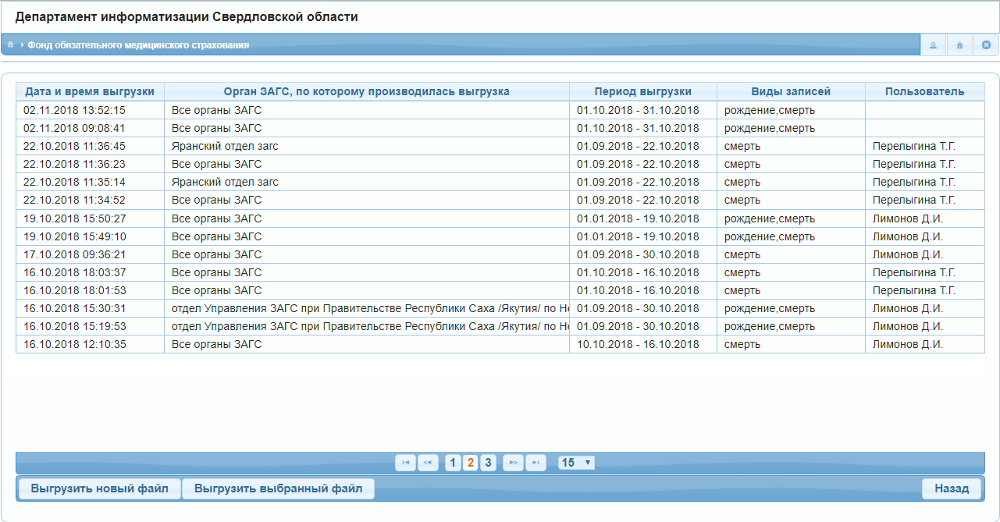 Департамент информатизации Свердловской области
Фонд обязательного медицинского страхования
Дата и время выгрузки Орган ЗАГС, по которому производилась выгрузка Период выгрузки Виды записей Пользователь
02.11.2018 13:52:15 Все органы ЗАГС 01.10.2018 - 31.10.2018 рождение,смерть
02.11.2018 09:08:41 Все органы ЗАГС 01.10.2018 - 31.10.2018 рождение,смерть
22.10.2018 11:36:45 Яранский отдел загс 01.09.2018 - 22.10.2018 смерть Перелыгина Т.Г.
22.10.2018 11:36:23 Все органы ЗАГС 01.09.2018 - 22.10.2018 смерть Перелыгина Т.Г.
22.10.2018 11:35:14 Яранский отдел загс 01.09.2018 - 22.10.2018 смерть Перелыгина Т.Г.
22.10.2018 11:34:52 Все органы ЗАГС 01.09.2018 - 22.10.2018 смерть Перелыгина Т.Г.
19.10.2018 15:50:27 Все органы ЗАГС 01.01.2018 - 19.10.2018 рождение,смерть Лимонов Д.И.
19.10.2018 15:49:10 Все органы ЗАГС 01.01.2018 - 19.10.2018 рождение,смерть Лимонов Д.И.
17.10.2018 09:36:21 Все органы ЗАГС 01.09.2018 - 30.10.2018 смерть Лимонов Д.И.
16.10.2018 18:03:37 Все органы ЗАГС 01.10.2018 - 16.10.2018 смерть Перелыгина Т.Г.
16.10.2018 18:01:53 Все органы ЗАГС 01.10.2018 - 16.10.2018 смерть Перелыгина Т.Г.
16.10.2018 15:30:31 отдел Управления ЗАГС при Правительстве Республики Саха /Якутия/ по Не 01.09.2018 - 30.10.2018 рождение,смерть Лимонов Д.И.
16.10.2018 15:19:53 отдел Управления ЗАГС при Правительстве Республики Саха /Якутия/ по Не 01.09.2018 - 30.10.2018 рождение,смерть Лимонов Д.И.
16.10.2018 12:10:35 Все органы ЗАГС 10.10.2018 - 16.10.2018 смерть Лимонов Д.И.
1 2 3 15
Выгрузить новый файл Выгрузить выбранный файл Назад